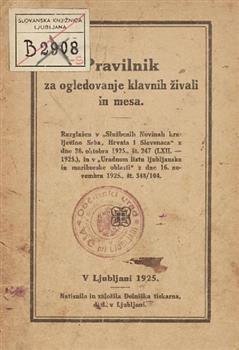 SLOVANSKA KNJIŽNICA
LJUBLJANA
B 2908
Pravilnik
za ogledovanje klavnih živali
in mesa.
Razglašen v „Službenih Novinah kra-
ljevine Srba, Hrvata i Slovenaca" z
dne 28. oktobra 1925., št. 247 (LXII. —
1925.), in v „Uradnem listu ljubljanske
in mariborske oblasti" z dne 16. no-
vembra 1925., št. 348/104.
V Ljubljani 1925.
Natisnila in založila Delniška tiskarna,
d. d., v Ljubljani.